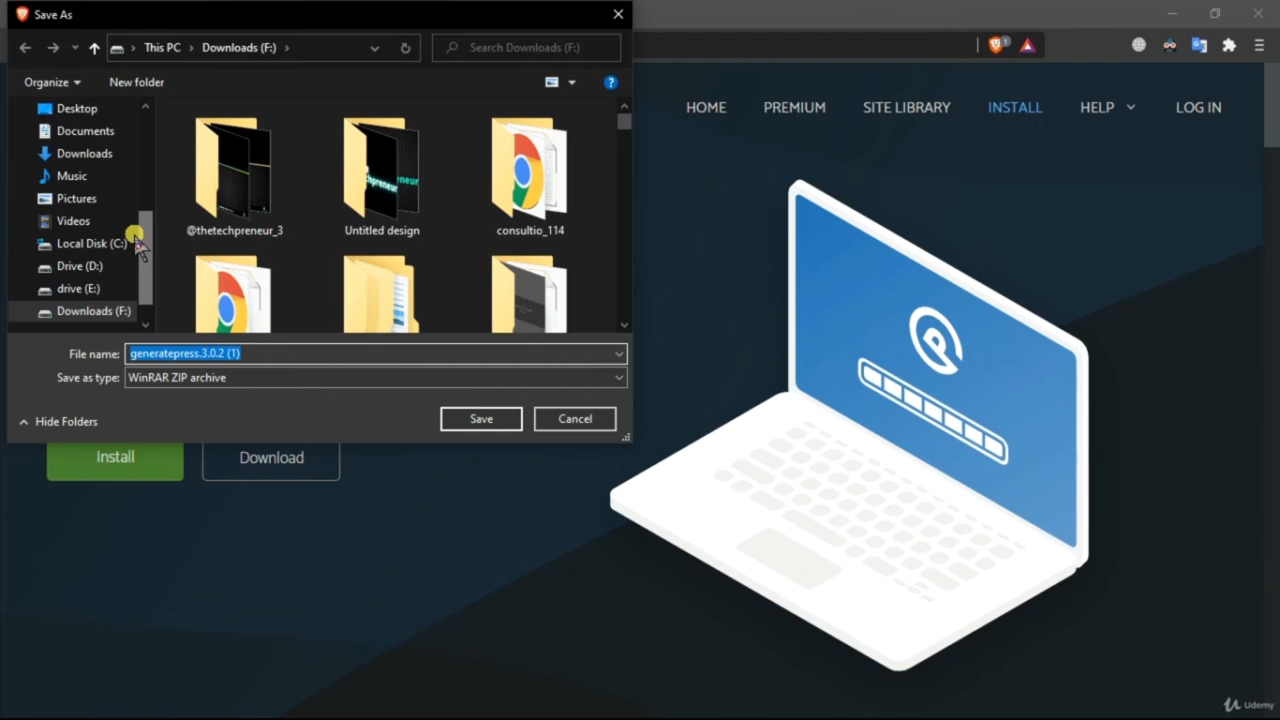 Save As
This PC > Downloads (F:) >
Search Downloads (F:)
Organize
New folder
Desktop
Documents
Downloads
Music
Pictures
Videos
Local Disk (C:)
Drive (D:)
drive (E:)
Downloads (F:)
@thetechpreneur_3
Untitled design
consultio_114
File name: generatepress.3.0.2 (1)
Save as type: WinRAR ZIP archive
Hide Folders
Save
Cancel
HOME
PREMIUM
SITE LIBRARY
INSTALL
HELP
LOG IN
Install
Download
Udemy